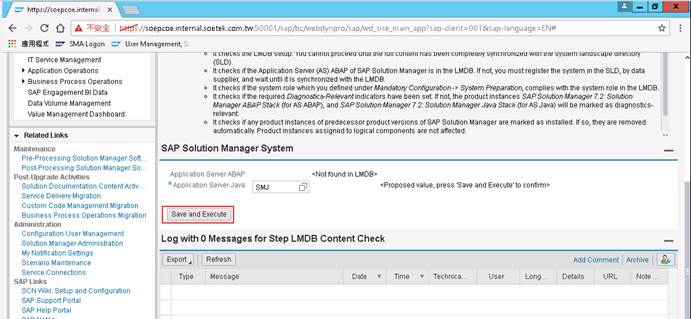 https://soepcoe.internal.so
不安全 | https://soepcoe.internal.soetek.com.tw:50001/sap/bc/webdynpro/sap/wd_sise_main_app?sap-client=001&sap-language=EN#
應用程式 SMA Logon User Management, S
IT Service Management
Application Operations
Business Process Operations
SAP Engagement BI Data
Data Volume Management
Value Management Dashboard
Related Links
Maintenance
Pre-Processing Solution Manager Soft...
Post-Processing Solution Manager So...
Post-Upgrade Activities
Solution Documentation Content Activ...
Service Delivery Migration
Custom Code Management Migration
Business Process Operations Migration
Administration
Configuration User Management
Solution Manager Administration
My Notification Settings
Scenario Maintenance
Service Connections
SAP Links
SCN Wiki: Setup and Configuration
SAP Support Portal
SAP Help Portal
It checks the LMDB setup. You cannot proceed until the full content has been completely synchronized with the system landscape directory
(SLD).
It checks if the Application Server (AS) ABAP of SAP Solution Manager is in the LMDB. If not, you must register the system in the SLD, by data
supplier, and wait until it is synchronized with the LMDB.
It checks if the system role which you defined under Mandatory Configuration -> System Preparation, complies with the system role in the LMDB.
It checks if the required Diagnostics-Relevant indicators have been set. If not, the product instances SAP Solution Manager 7.2: Solution
Manager ABAP Stack (for AS ABAP), and SAP Solution Manager 7.2: Solution Manager Java Stack (for AS Java) will be marked as diagnostics-
relevant.
It checks if any product instances of predecessor product versions of SAP Solution Manager are marked as installed. If so, they are removed
automatically. Product instances assigned to logical components are not affected.
SAP Solution Manager System
Application Server ABAP: <Not found in LMDB>
* Application Server Java: SMJ <Proposed value, press 'Save and Execute' to confirm>
Save and Execute
Log with 0 Messages for Step LMDB Content Check
Export Refresh Add Comment Archive
Type Message Date Time Technica... User Long... Details URL Note ...